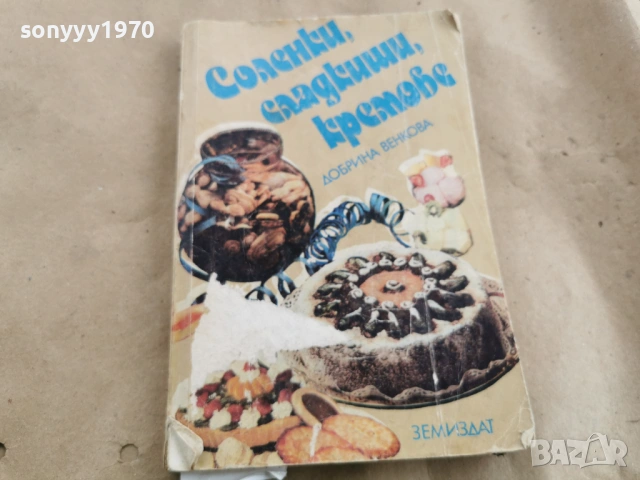 sonyyy1970
Соленки,
сладкиши,
кремове
ДОБРИНА ВЕНКОВА
ЗЕМИЗДАТ
BAZAR